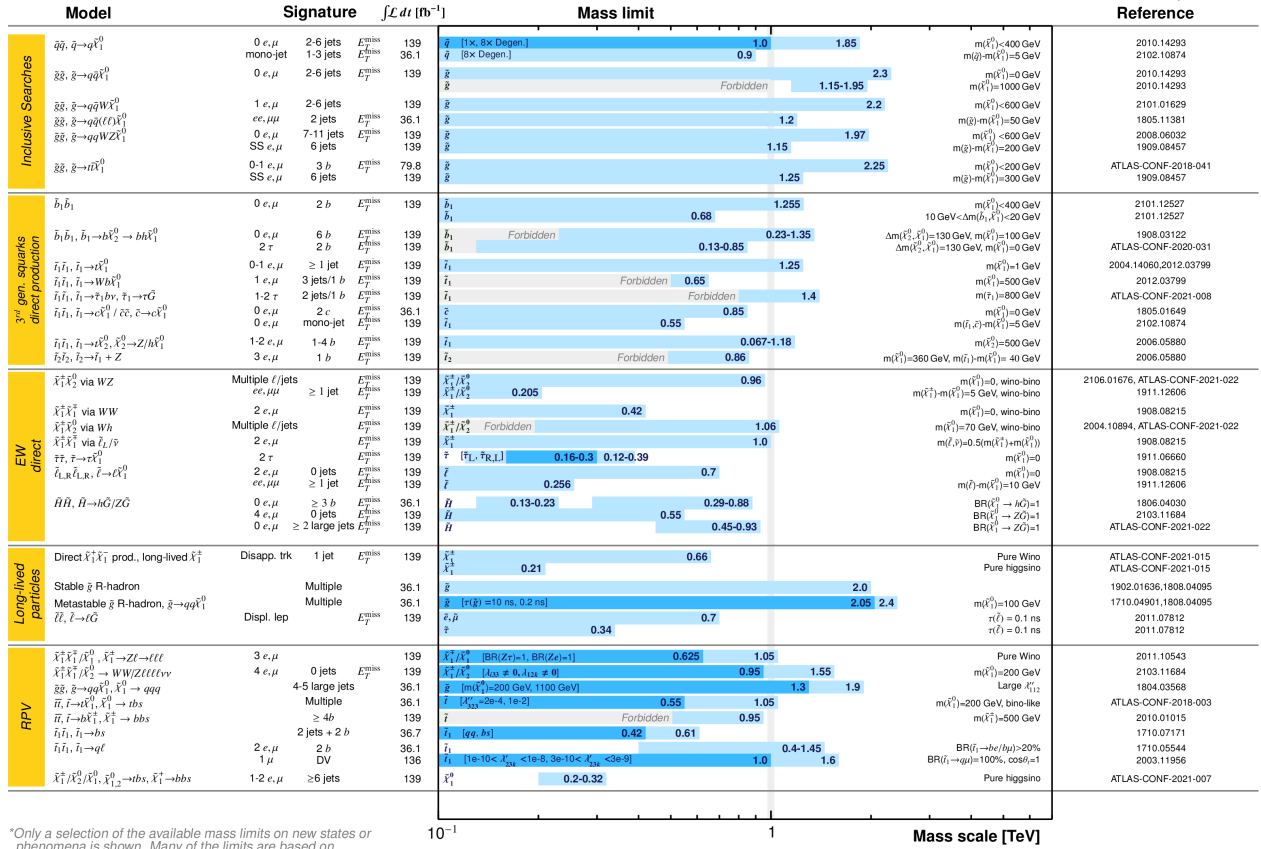 Model Signature ∫ℒ dt [fb⁻¹] Mass limit Reference
Inclusive Searches
q̃q̃, q̃→qχ̃⁰₁ 0 e,μ 2-6 jets E_T^miss 139 q̃ [1×, 8× Degen.] 1.0 1.85 m(χ̃⁰₁)<400 GeV 2010.14293
mono-jet 1-3 jets E_T^miss 36.1 q̃ [8× Degen.] 0.9 m(q̃)-m(χ̃⁰₁)=5 GeV 2102.10874
g̃g̃, g̃→qq̄χ̃⁰₁ 0 e,μ 2-6 jets E_T^miss 139 g̃ 2.3 m(χ̃⁰₁)=0 GeV 2010.14293
g̃ Forbidden 1.15-1.95 m(χ̃⁰₁)=1000 GeV 2010.14293
g̃g̃, g̃→qq̄Wχ̃⁰₁ 1 e,μ 2-6 jets 139 g̃ 2.2 m(χ̃⁰₁)<600 GeV 2101.01629
g̃g̃, g̃→qq̄(ℓℓ)χ̃⁰₁ ee,μμ 2 jets E_T^miss 36.1 g̃ 1.2 m(g̃)-m(χ̃⁰₁)=50 GeV 1805.11381
g̃g̃, g̃→qqWZχ̃⁰₁ 0 e,μ 7-11 jets E_T^miss 139 g̃ 1.97 m(χ̃⁰₁) <600 GeV 2008.06032
SS e,μ 6 jets 139 g̃ 1.15 m(g̃)-m(χ̃⁰₁)=200 GeV 1909.08457
g̃g̃, g̃→tt̄χ̃⁰₁ 0-1 e,μ 3 b E_T^miss 79.8 g̃ 2.25 m(χ̃⁰₁)<200 GeV ATLAS-CONF-2018-041
SS e,μ 6 jets 139 g̃ 1.25 m(g̃)-m(χ̃⁰₁)=300 GeV 1909.08457
3ʳᵈ gen. squarks
direct production
b̃₁b̃₁ 0 e,μ 2 b E_T^miss 139 b̃₁ 1.255 m(χ̃⁰₁)<400 GeV 2101.12527
b̃₁ 0.68 10 GeV<Δm(b̃₁,χ̃⁰₁)<20 GeV 2101.12527
b̃₁b̃₁, b̃₁→bχ̃⁰₂ → bhχ̃⁰₁ 0 e,μ 6 b E_T^miss 139 b̃₁ Forbidden 0.23-1.35 Δm(χ̃⁰₂,χ̃⁰₁)=130 GeV, m(χ̃⁰₁)=100 GeV 1908.03122
2 τ 2 b E_T^miss 139 b̃₁ 0.13-0.85 Δm(χ̃⁰₂,χ̃⁰₁)=130 GeV, m(χ̃⁰₁)=0 GeV ATLAS-CONF-2020-031
t̃₁t̃₁, t̃₁→tχ̃⁰₁ 0-1 e,μ ≥ 1 jet E_T^miss 139 t̃₁ 1.25 m(χ̃⁰₁)=1 GeV 2004.14060,2012.03799
t̃₁t̃₁, t̃₁→Wbχ̃⁰₁ 1 e,μ 3 jets/1 b E_T^miss 139 t̃₁ Forbidden 0.65 m(χ̃⁰₁)=500 GeV 2012.03799
t̃₁t̃₁, t̃₁→τ̃₁bν, τ̃₁→τG̃ 1-2 τ 2 jets/1 b E_T^miss 139 t̃₁ Forbidden 1.4 m(τ̃₁)=800 GeV ATLAS-CONF-2021-008
t̃₁t̃₁, t̃₁→cχ̃⁰₁ / c̃c̃, c̃→cχ̃⁰₁ 0 e,μ 2 c E_T^miss 36.1 c̃ 0.85 m(χ̃⁰₁)=0 GeV 1805.01649
0 e,μ mono-jet E_T^miss 139 t̃₁ 0.55 m(t̃₁,c̃)-m(χ̃⁰₁)=5 GeV 2102.10874
t̃₁t̃₁, t̃₁→tχ̃⁰₂, χ̃⁰₂→Z/hχ̃⁰₁ 1-2 e,μ 1-4 b E_T^miss 139 t̃₁ 0.067-1.18 m(χ̃⁰₂)=500 GeV 2006.05880
t̃₂t̃₂, t̃₂→t̃₁ + Z 3 e,μ 1 b E_T^miss 139 t̃₂ Forbidden 0.86 m(χ̃⁰₁)=360 GeV, m(t̃₁)-m(χ̃⁰₁)= 40 GeV 2006.05880
EW
direct
χ̃±₁χ̃⁰₂ via WZ Multiple ℓ/jets E_T^miss 139 χ̃±₁/χ̃⁰₂ 0.96 m(χ̃⁰₁)=0, wino-bino 2106.01676, ATLAS-CONF-2021-022
ee,μμ ≥ 1 jet E_T^miss 139 χ̃±₁/χ̃⁰₂ 0.205 m(χ̃±₁)-m(χ̃⁰₁)=5 GeV, wino-bino 1911.12606
χ̃±₁χ̃∓₁ via WW 2 e,μ E_T^miss 139 χ̃±₁ 0.42 m(χ̃⁰₁)=0, wino-bino 1908.08215
χ̃±₁χ̃⁰₂ via Wh Multiple ℓ/jets E_T^miss 139 χ̃±₁/χ̃⁰₂ Forbidden 1.06 m(χ̃⁰₁)=70 GeV, wino-bino 2004.10894, ATLAS-CONF-2021-022
χ̃±₁χ̃∓₁ via ℓ̃_L/ν̃ 2 e,μ E_T^miss 139 χ̃±₁ 1.0 m(ℓ̃,ν̃)=0.5(m(χ̃±₁)+m(χ̃⁰₁)) 1908.08215
τ̃τ̃, τ̃→τχ̃⁰₁ 2 τ E_T^miss 139 τ̃ [τ̃_L, τ̃_R,L] 0.16-0.3 0.12-0.39 m(χ̃⁰₁)=0 1911.06660
ℓ̃_L,Rℓ̃_L,R, ℓ̃→ℓχ̃⁰₁ 2 e,μ 0 jets E_T^miss 139 ℓ̃ 0.7 m(χ̃⁰₁)=0 1908.08215
ee,μμ ≥ 1 jet E_T^miss 139 ℓ̃ 0.256 m(ℓ̃)-m(χ̃⁰₁)=10 GeV 1911.12606
H̃H̃, H̃→hG̃/ZG̃ 0 e,μ ≥ 3 b E_T^miss 36.1 H̃ 0.13-0.23 0.29-0.88 BR(χ̃⁰₁ → hG̃)=1 1806.04030
4 e,μ 0 jets E_T^miss 139 H̃ 0.55 BR(χ̃⁰₁ → ZG̃)=1 2103.11684
0 e,μ ≥ 2 large jets E_T^miss 139 H̃ 0.45-0.93 BR(χ̃⁰₁ → ZG̃)=1 ATLAS-CONF-2021-022
Long-lived
particles
Direct χ̃⁺₁χ̃⁻₁ prod., long-lived χ̃±₁ Disapp. trk 1 jet E_T^miss 139 χ̃±₁ 0.66 Pure Wino ATLAS-CONF-2021-015
χ̃±₁ 0.21 Pure higgsino ATLAS-CONF-2021-015
Stable g̃ R-hadron Multiple 36.1 g̃ 2.0 1902.01636,1808.04095
Metastable g̃ R-hadron, g̃→qqχ̃⁰₁ Multiple 36.1 g̃ [τ(g̃) =10 ns, 0.2 ns] 2.05 2.4 m(χ̃⁰₁)=100 GeV 1710.04901,1808.04095
ℓ̃ℓ̃, ℓ̃→ℓG̃ Displ. lep E_T^miss 139 ẽ, μ̃ 0.7 τ(ℓ̃) = 0.1 ns 2011.07812
τ̃ 0.34 τ(ℓ̃) = 0.1 ns 2011.07812
RPV
χ̃±₁χ̃∓₁/χ̃⁰₁ , χ̃±₁→Zℓ→ℓℓℓ 3 e,μ 139 χ̃∓₁/χ̃⁰₁ [BR(Zτ)=1, BR(Ze)=1] 0.625 1.05 Pure Wino 2011.10543
χ̃±₁χ̃∓₁/χ̃⁰₂ → WW/Zℓℓℓℓνν 4 e,μ 0 jets E_T^miss 139 χ̃±₁/χ̃⁰₂ [λ_i33 ≠ 0, λ_12k ≠ 0] 0.95 1.55 m(χ̃⁰₁)=200 GeV 2103.11684
g̃g̃, g̃→qqχ̃⁰₁, χ̃⁰₁ → qqq 4-5 large jets 36.1 g̃ [m(χ̃⁰₁)=200 GeV, 1100 GeV] 1.3 1.9 Large λ″₁₁₂ 1804.03568
t̃t̃, t̃→tχ̃⁰₁, χ̃⁰₁ → tbs Multiple 36.1 t̃ [λ″₃₂₃=2e-4, 1e-2] 0.55 1.05 m(χ̃⁰₁)=200 GeV, bino-like ATLAS-CONF-2018-003
t̃t̃, t̃→bχ̃±₁, χ̃±₁ → bbs ≥ 4b 139 t̃ Forbidden 0.95 m(χ̃±₁)=500 GeV 2010.01015
t̃₁t̃₁, t̃₁→bs 2 jets + 2 b 36.7 t̃₁ [qq, bs] 0.42 0.61 1710.07171
t̃₁t̃₁, t̃₁→qℓ 2 e,μ 2 b 36.1 t̃₁ 0.4-1.45 BR(t̃₁→be/bμ)>20% 1710.05544
1 μ DV 136 t̃₁ [1e-10< λ′₂₃ₖ <1e-8, 3e-10< λ′₂₃ₖ <3e-9] 1.0 1.6 BR(t̃₁→qμ)=100%, cosθₜ=1 2003.11956
χ̃±₁/χ̃⁰₂/χ̃⁰₁, χ̃⁰₁,₂→tbs, χ̃⁺₁→bbs 1-2 e,μ ≥6 jets 139 χ̃⁰₁ 0.2-0.32 Pure higgsino ATLAS-CONF-2021-007
10⁻¹ 1 Mass scale [TeV]
*Only a selection of the available mass limits on new states or
phenomena is shown. Many of the limits are based on